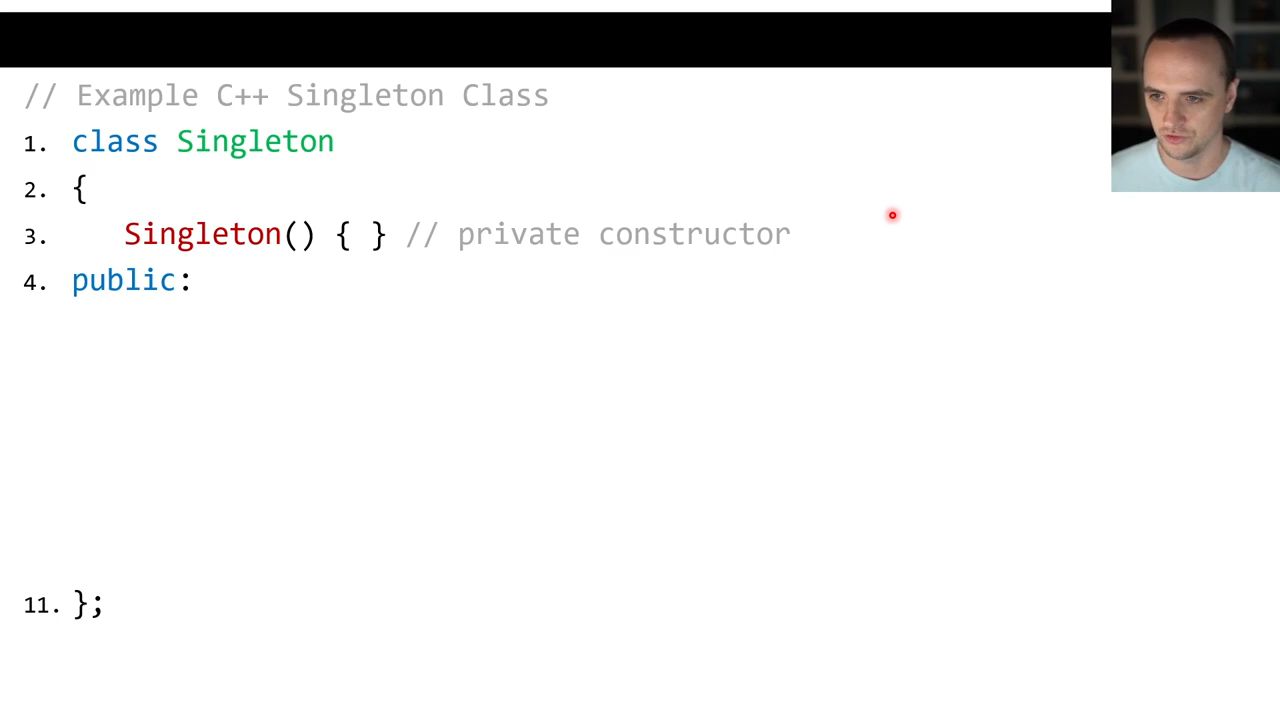 // Example C++ Singleton Class
1. class Singleton
2. {
3. Singleton() { } // private constructor
4. public:
11. };